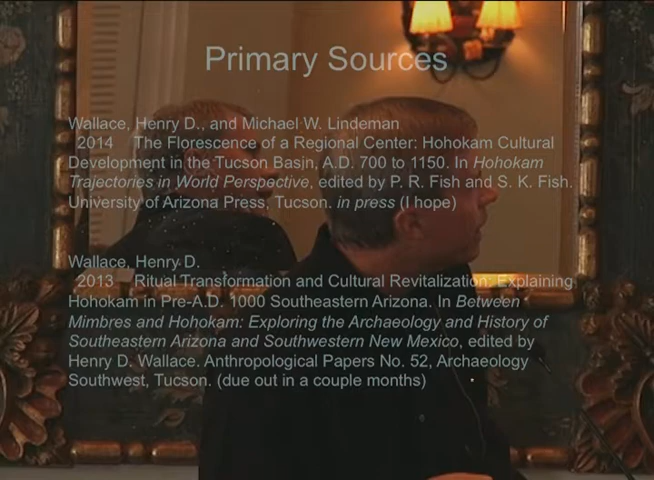 Primary Sources
Wallace, Henry D., and Michael W. Lindeman
2014 The Florescence of a Regional Center: Hohokam Cultural
Development in the Tucson Basin, A.D. 700 to 1150. In Hohokam
Trajectories in World Perspective, edited by P. R. Fish and S. K. Fish.
University of Arizona Press, Tucson. in press (I hope)
Wallace, Henry D.
2013 Ritual Transformation and Cultural Revitalization: Explaining
Hohokam in Pre-A.D. 1000 Southeastern Arizona. In Between
Mimbres and Hohokam: Exploring the Archaeology and History of
Southeastern Arizona and Southwestern New Mexico, edited by
Henry D. Wallace. Anthropological Papers No. 52, Archaeology
Southwest, Tucson. (due out in a couple months)